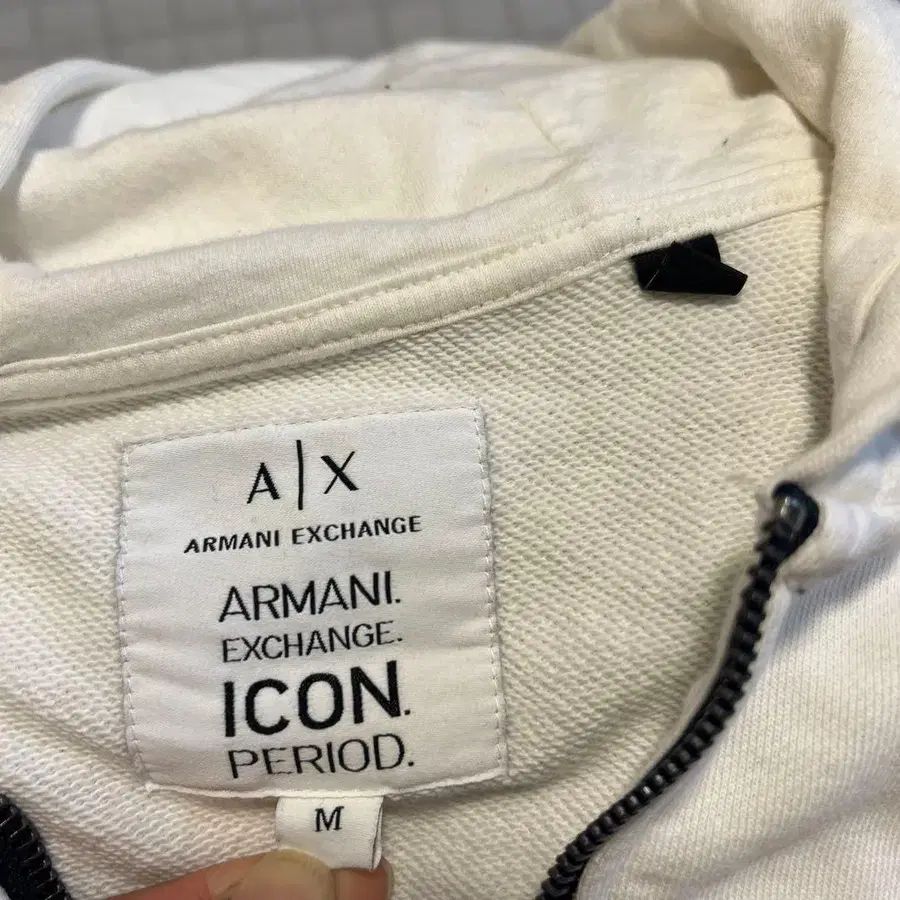 A|X
ARMANI EXCHANGE
ARMANI.
EXCHANGE.
ICON.
PERIOD.
M